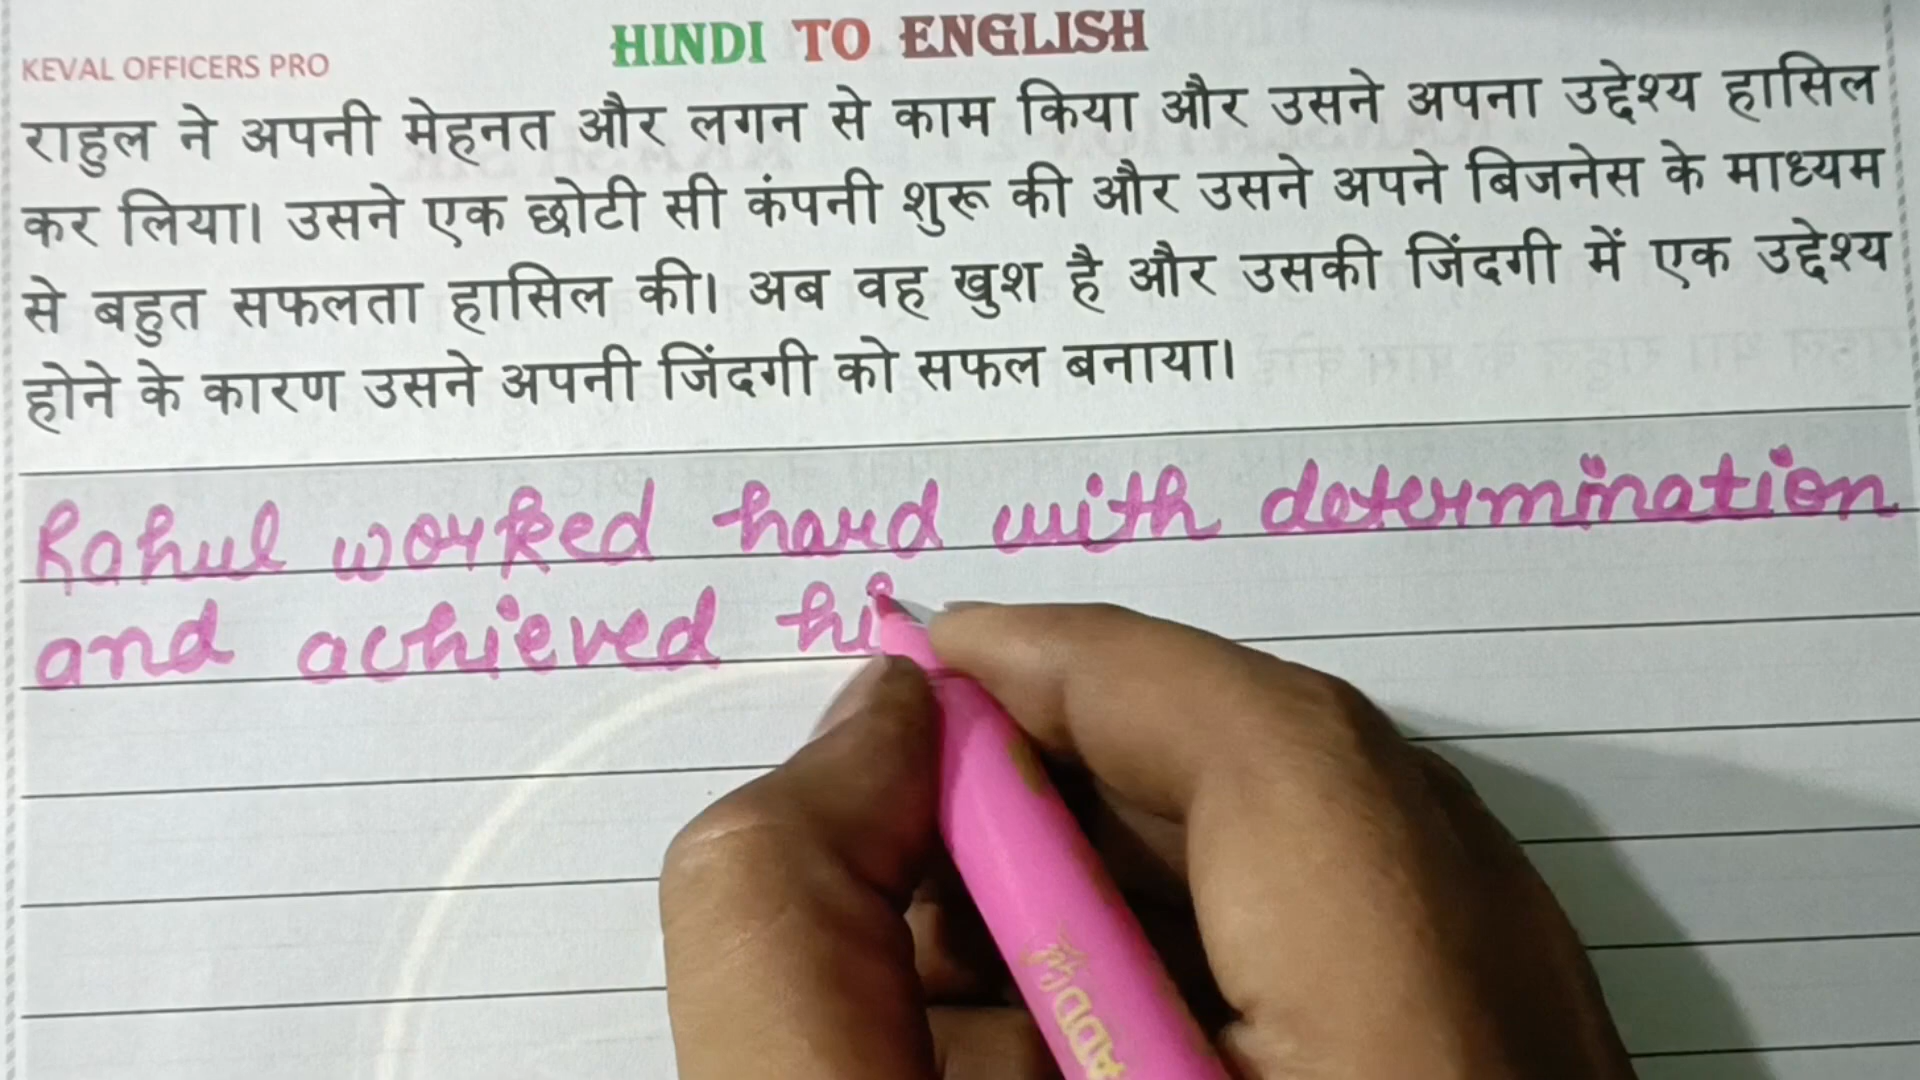 HINDI TO ENGLISH
KEVAL OFFICERS PRO
राहुल ने अपनी मेहनत और लगन से काम किया और उसने अपना उद्देश्य हासिल
कर लिया। उसने एक छोटी सी कंपनी शुरू की और उसने अपने बिजनेस के माध्यम
से बहुत सफलता हासिल की। अब वह खुश है और उसकी जिंदगी में एक उद्देश्य
होने के कारण उसने अपनी जिंदगी को सफल बनाया।
Rahul worked hard with determination
and achieved hi
ADD